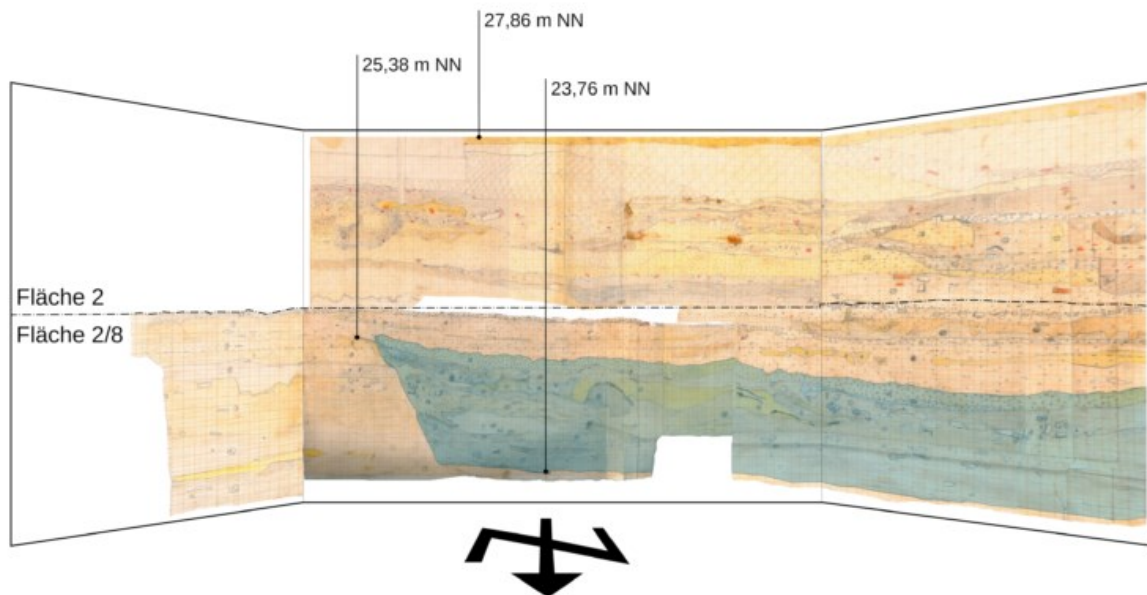 27,86 m NN
25,38 m NN
23,76 m NN
Fläche 2
Fläche 2/8
N